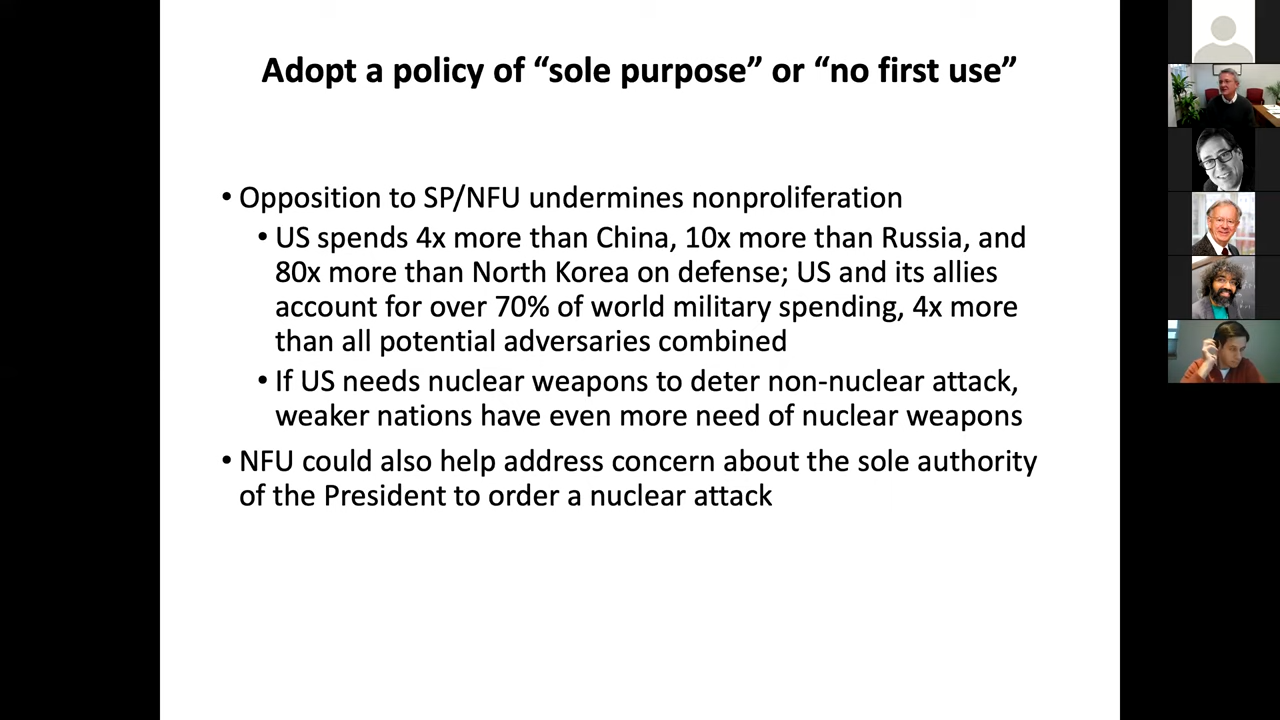 Adopt a policy of “sole purpose” or “no first use”
• Opposition to SP/NFU undermines nonproliferation
• US spends 4x more than China, 10x more than Russia, and
80x more than North Korea on defense; US and its allies
account for over 70% of world military spending, 4x more
than all potential adversaries combined
• If US needs nuclear weapons to deter non-nuclear attack,
weaker nations have even more need of nuclear weapons
• NFU could also help address concern about the sole authority
of the President to order a nuclear attack